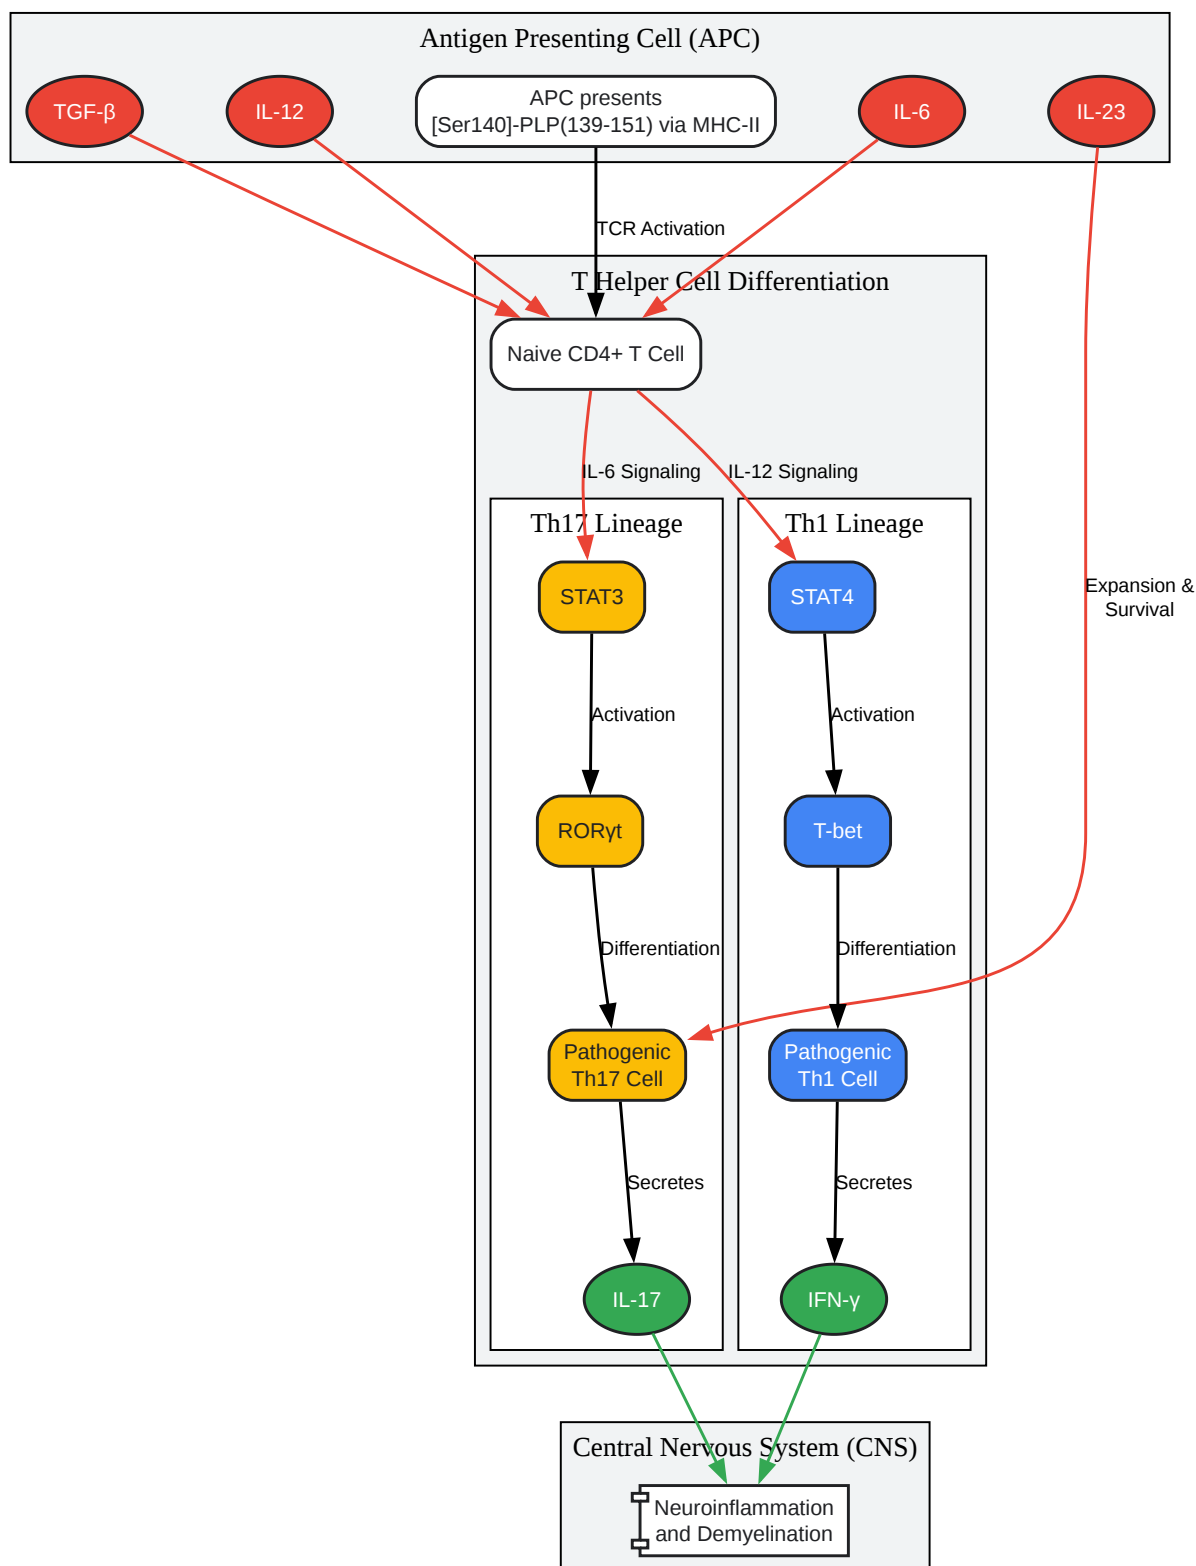 Antigen Presenting Cell (APC)
TGF-β
IL-12
APC presents
[Ser140]-PLP(139-151) via MHC-II
IL-6
IL-23
TCR Activation
T Helper Cell Differentiation
Naive CD4+ T Cell
IL-6 Signaling
IL-12 Signaling
Th17 Lineage
Th1 Lineage
STAT3
STAT4
Expansion &
Survival
Activation
Activation
RORγt
T-bet
Differentiation
Differentiation
Pathogenic
Th17 Cell
Pathogenic
Th1 Cell
Secretes
Secretes
IL-17
IFN-γ
Central Nervous System (CNS)
Neuroinflammation
and Demyelination